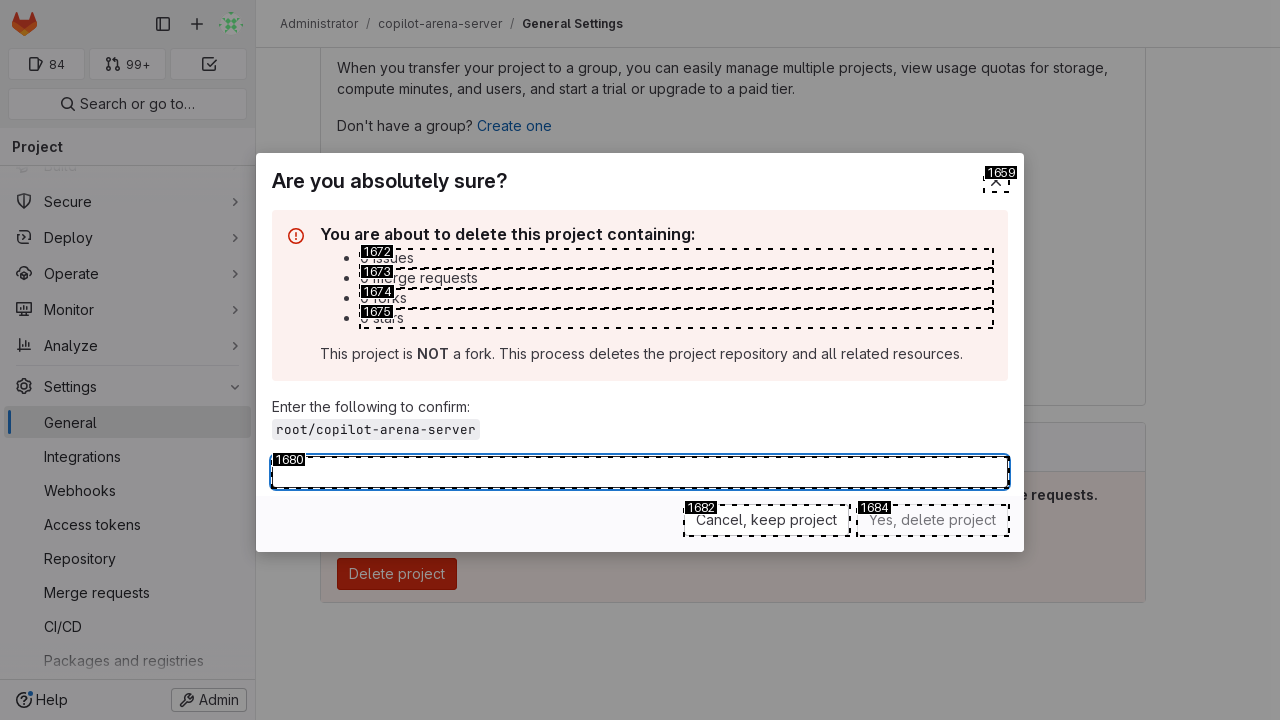 Administrator / copilot-arena-server / General Settings
84
99+
Search or go to…
Project
Secure
Deploy
Operate
Monitor
Analyze
Settings
General
Integrations
Webhooks
Access tokens
Repository
Merge requests
CI/CD
Packages and registries
Help
Admin
When you transfer your project to a group, you can easily manage multiple projects, view usage quotas for storage,
compute minutes, and users, and start a trial or upgrade to a paid tier.
Don't have a group? Create one
Are you absolutely sure?
1659
You are about to delete this project containing:
1672
issues
1673
merge requests
1674
forks
1675
stars
This project is NOT a fork. This process deletes the project repository and all related resources.
Enter the following to confirm:
root/copilot-arena-server
1680
1682
Cancel, keep project
1684
Yes, delete project
requests.
Delete project